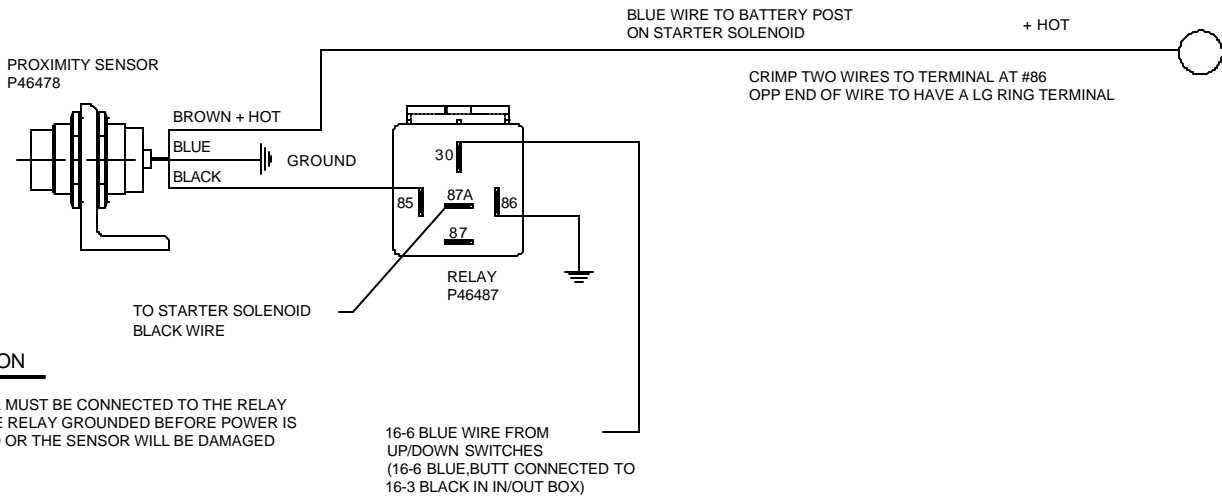 BLUE WIRE TO BATTERY POST
ON STARTER SOLENOID
+ HOT
PROXIMITY SENSOR
P46478
CRIMP TWO WIRES TO TERMINAL AT #86
OPP END OF WIRE TO HAVE A LG RING TERMINAL
BROWN + HOT
BLUE
GROUND
BLACK
30
85
87A
86
87
RELAY
P46487
TO STARTER SOLENOID
BLACK WIRE
ON
MUST BE CONNECTED TO THE RELAY
E RELAY GROUNDED BEFORE POWER IS
OR THE SENSOR WILL BE DAMAGED
16-6 BLUE WIRE FROM
UP/DOWN SWITCHES
(16-6 BLUE,BUTT CONNECTED TO
16-3 BLACK IN IN/OUT BOX)